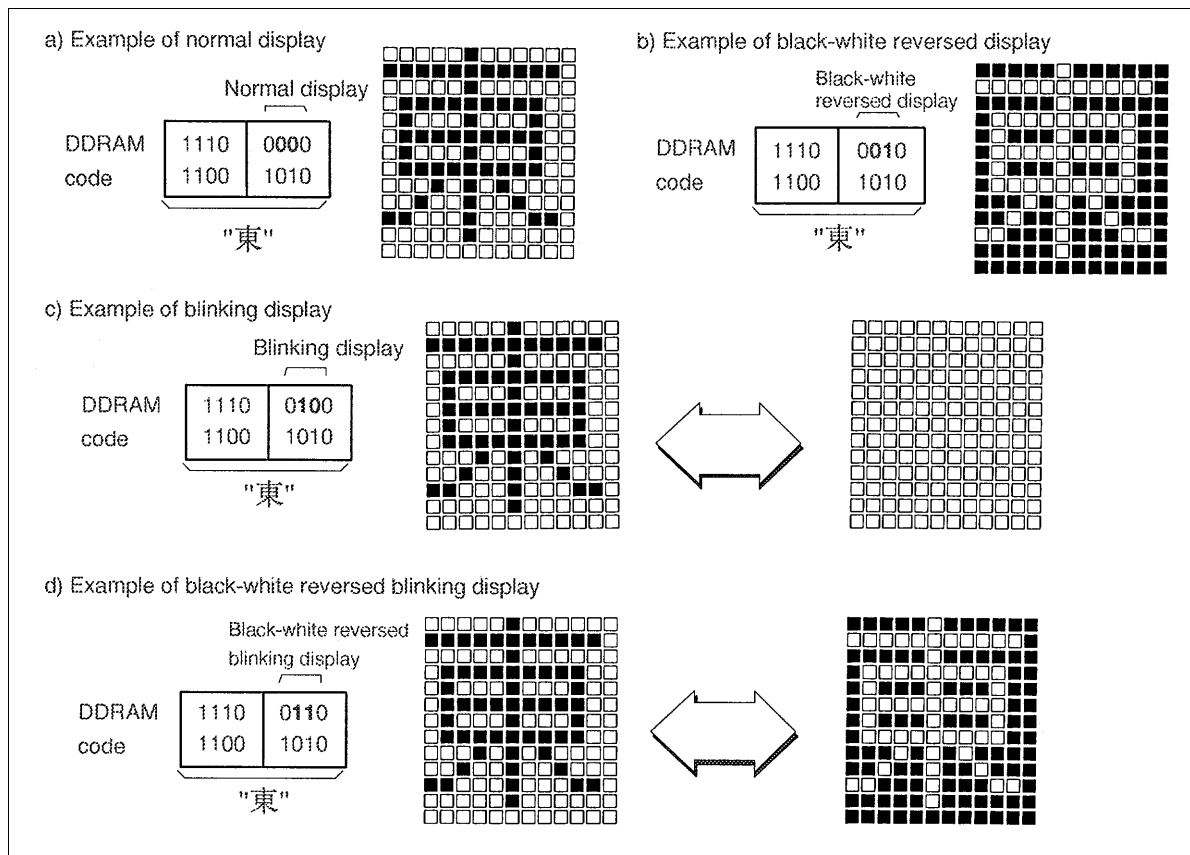 a) Example of normal display
Normal display
DDRAM code
1110 0000
1100 1010
"東"
b) Example of black-white reversed display
Black-white
reversed display
DDRAM code
1110 0010
1100 1010
"東"
c) Example of blinking display
Blinking display
DDRAM code
1110 0100
1100 1010
"東"
d) Example of black-white reversed blinking display
Black-white reversed
blinking display
DDRAM code
1110 0110
1100 1010
"東"